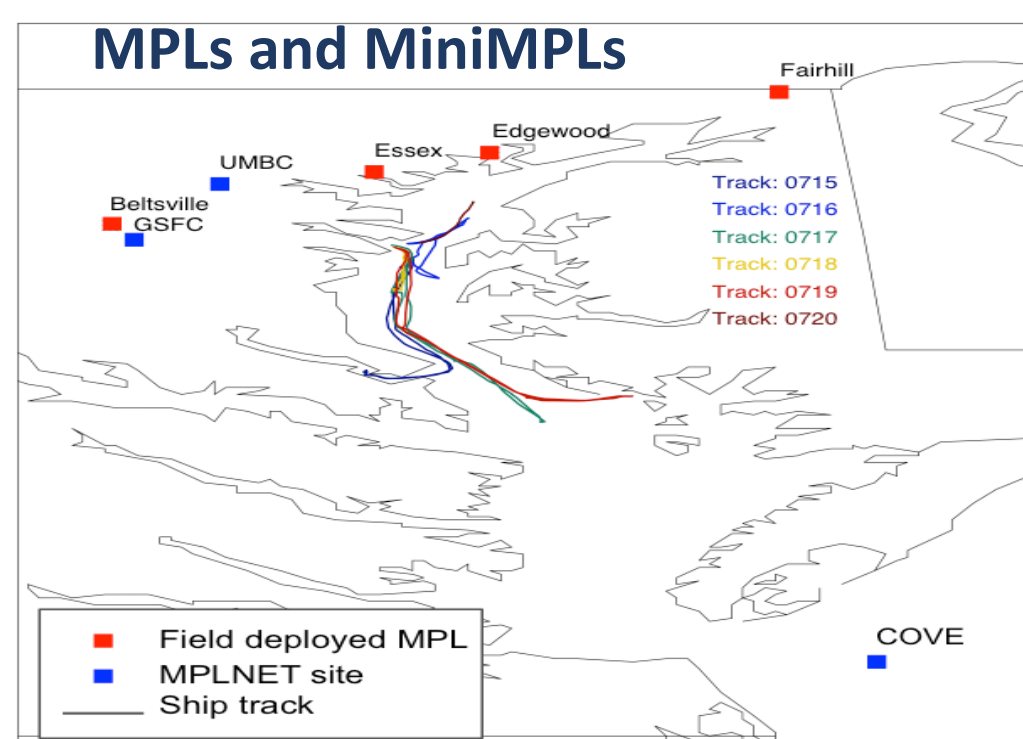 MPLs and MiniMPLs
Fairhill
Edgewood
Essex
UMBC
Beltsville
GSFC
Track: 0715
Track: 0716
Track: 0717
Track: 0718
Track: 0719
Track: 0720
COVE
Field deployed MPL
MPLNET site
Ship track